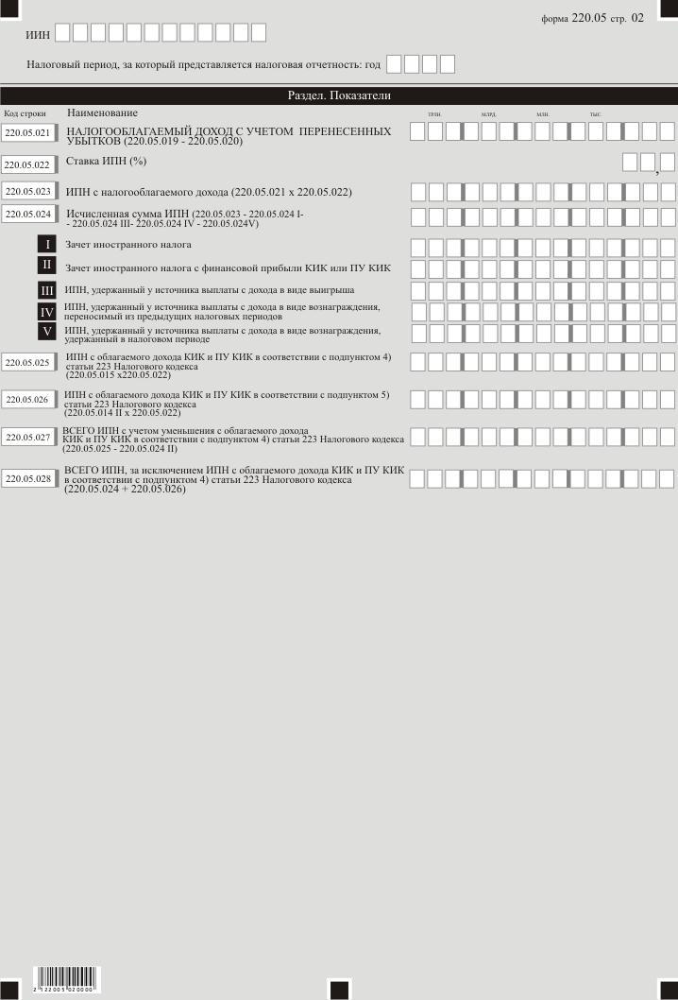 форма 220.05 стр. 02
ИИН
Налоговый период, за который представляется налоговая отчетность: год
Раздел. Показатели
Код строки Наименование трлн. млрд. млн. тыс.
220.05.021 НАЛОГООБЛАГАЕМЫЙ ДОХОД С УЧЕТОМ ПЕРЕНЕСЕННЫХ
УБЫТКОВ (220.05.019 - 220.05.020)
220.05.022 Ставка ИПН (%) ,
220.05.023 ИПН с налогооблагаемого дохода (220.05.021 х 220.05.022)
220.05.024 Исчисленная сумма ИПН (220.05.023 - 220.05.024 I-
- 220.05.024 III- 220.05.024 IV - 220.05.024V)
I Зачет иностранного налога
II Зачет иностранного налога с финансовой прибыли КИК или ПУ КИК
III ИПН, удержанный у источника выплаты с дохода в виде выигрыша
IV ИПН, удержанный у источника выплаты с дохода в виде вознаграждения,
переносимый из предыдущих налоговых периодов
V ИПН, удержанный у источника выплаты с дохода в виде вознаграждения,
удержанный в налоговом периоде
220.05.025 ИПН с облагаемого дохода КИК и ПУ КИК в соответствии с подпунктом 4)
статьи 223 Налогового кодекса
(220.05.015 х220.05.022)
220.05.026 ИПН с облагаемого дохода КИК и ПУ КИК в соответствии с подпунктом 5)
статьи 223 Налогового кодекса
(220.05.014 II х 220.05.022)
220.05.027 ВСЕГО ИПН с учетом уменьшения с облагаемого дохода
КИК и ПУ КИК в соответствии с подпунктом 4) статьи 223 Налогового кодекса
(220.05.025 - 220.05.024 II)
220.05.028 ВСЕГО ИПН, за исключением ИПН с облагаемого дохода КИК и ПУ КИК
в соответствии с подпунктом 4) статьи 223 Налогового кодекса
(220.05.024 + 220.05.026)
2 122005 020000